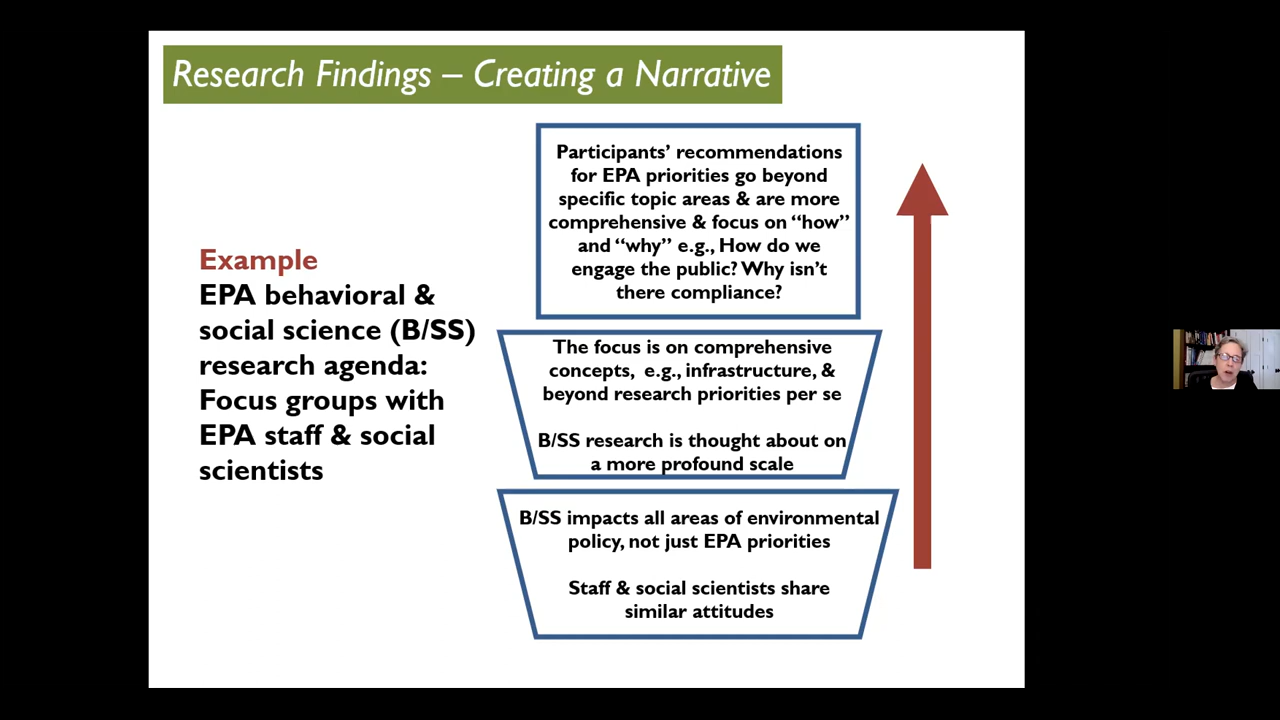 Research Findings – Creating a Narrative
Example
EPA behavioral &
social science (B/SS)
research agenda:
Focus groups with
EPA staff & social
scientists
Participants’ recommendations
for EPA priorities go beyond
specific topic areas & are more
comprehensive & focus on “how”
and “why” e.g., How do we
engage the public? Why isn’t
there compliance?
The focus is on comprehensive
concepts, e.g., infrastructure, &
beyond research priorities per se
B/SS research is thought about on
a more profound scale
B/SS impacts all areas of environmental
policy, not just EPA priorities
Staff & social scientists share
similar attitudes